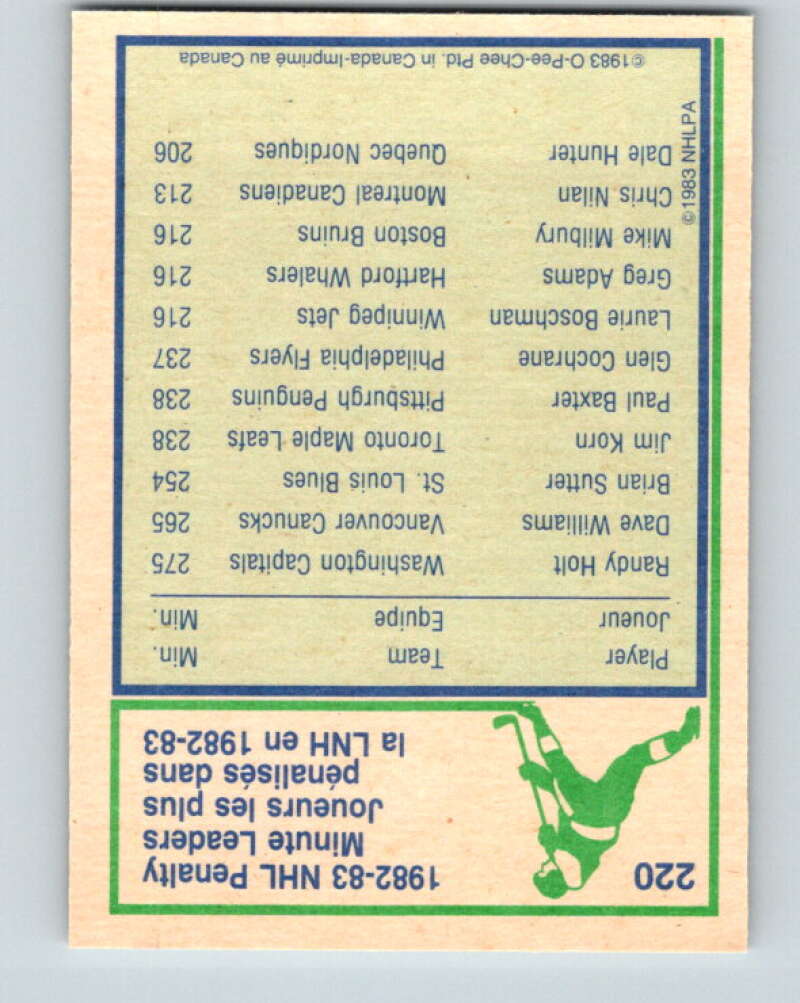 220
1982-83 NHL Penalty
Minute Leaders
Joueurs les plus
pénalisés dans
la LNH en 1982-83
Player Team Min.
Joueur Equipe Min.
Randy Holt Washington Capitals 275
Dave Williams Vancouver Canucks 265
Brian Sutter St. Louis Blues 254
Jim Korn Toronto Maple Leafs 238
Paul Baxter Pittsburgh Penguins 238
Glen Cochrane Philadelphia Flyers 237
Laurie Boschman Winnipeg Jets 216
Greg Adams Hartford Whalers 216
Mike Milbury Boston Bruins 216
Chris Nilan Montreal Canadiens 213
Dale Hunter Quebec Nordiques 206
©1983 O-Pee-Chee Ptd. in Canada-Imprimé au Canada
©1983 NHLPA